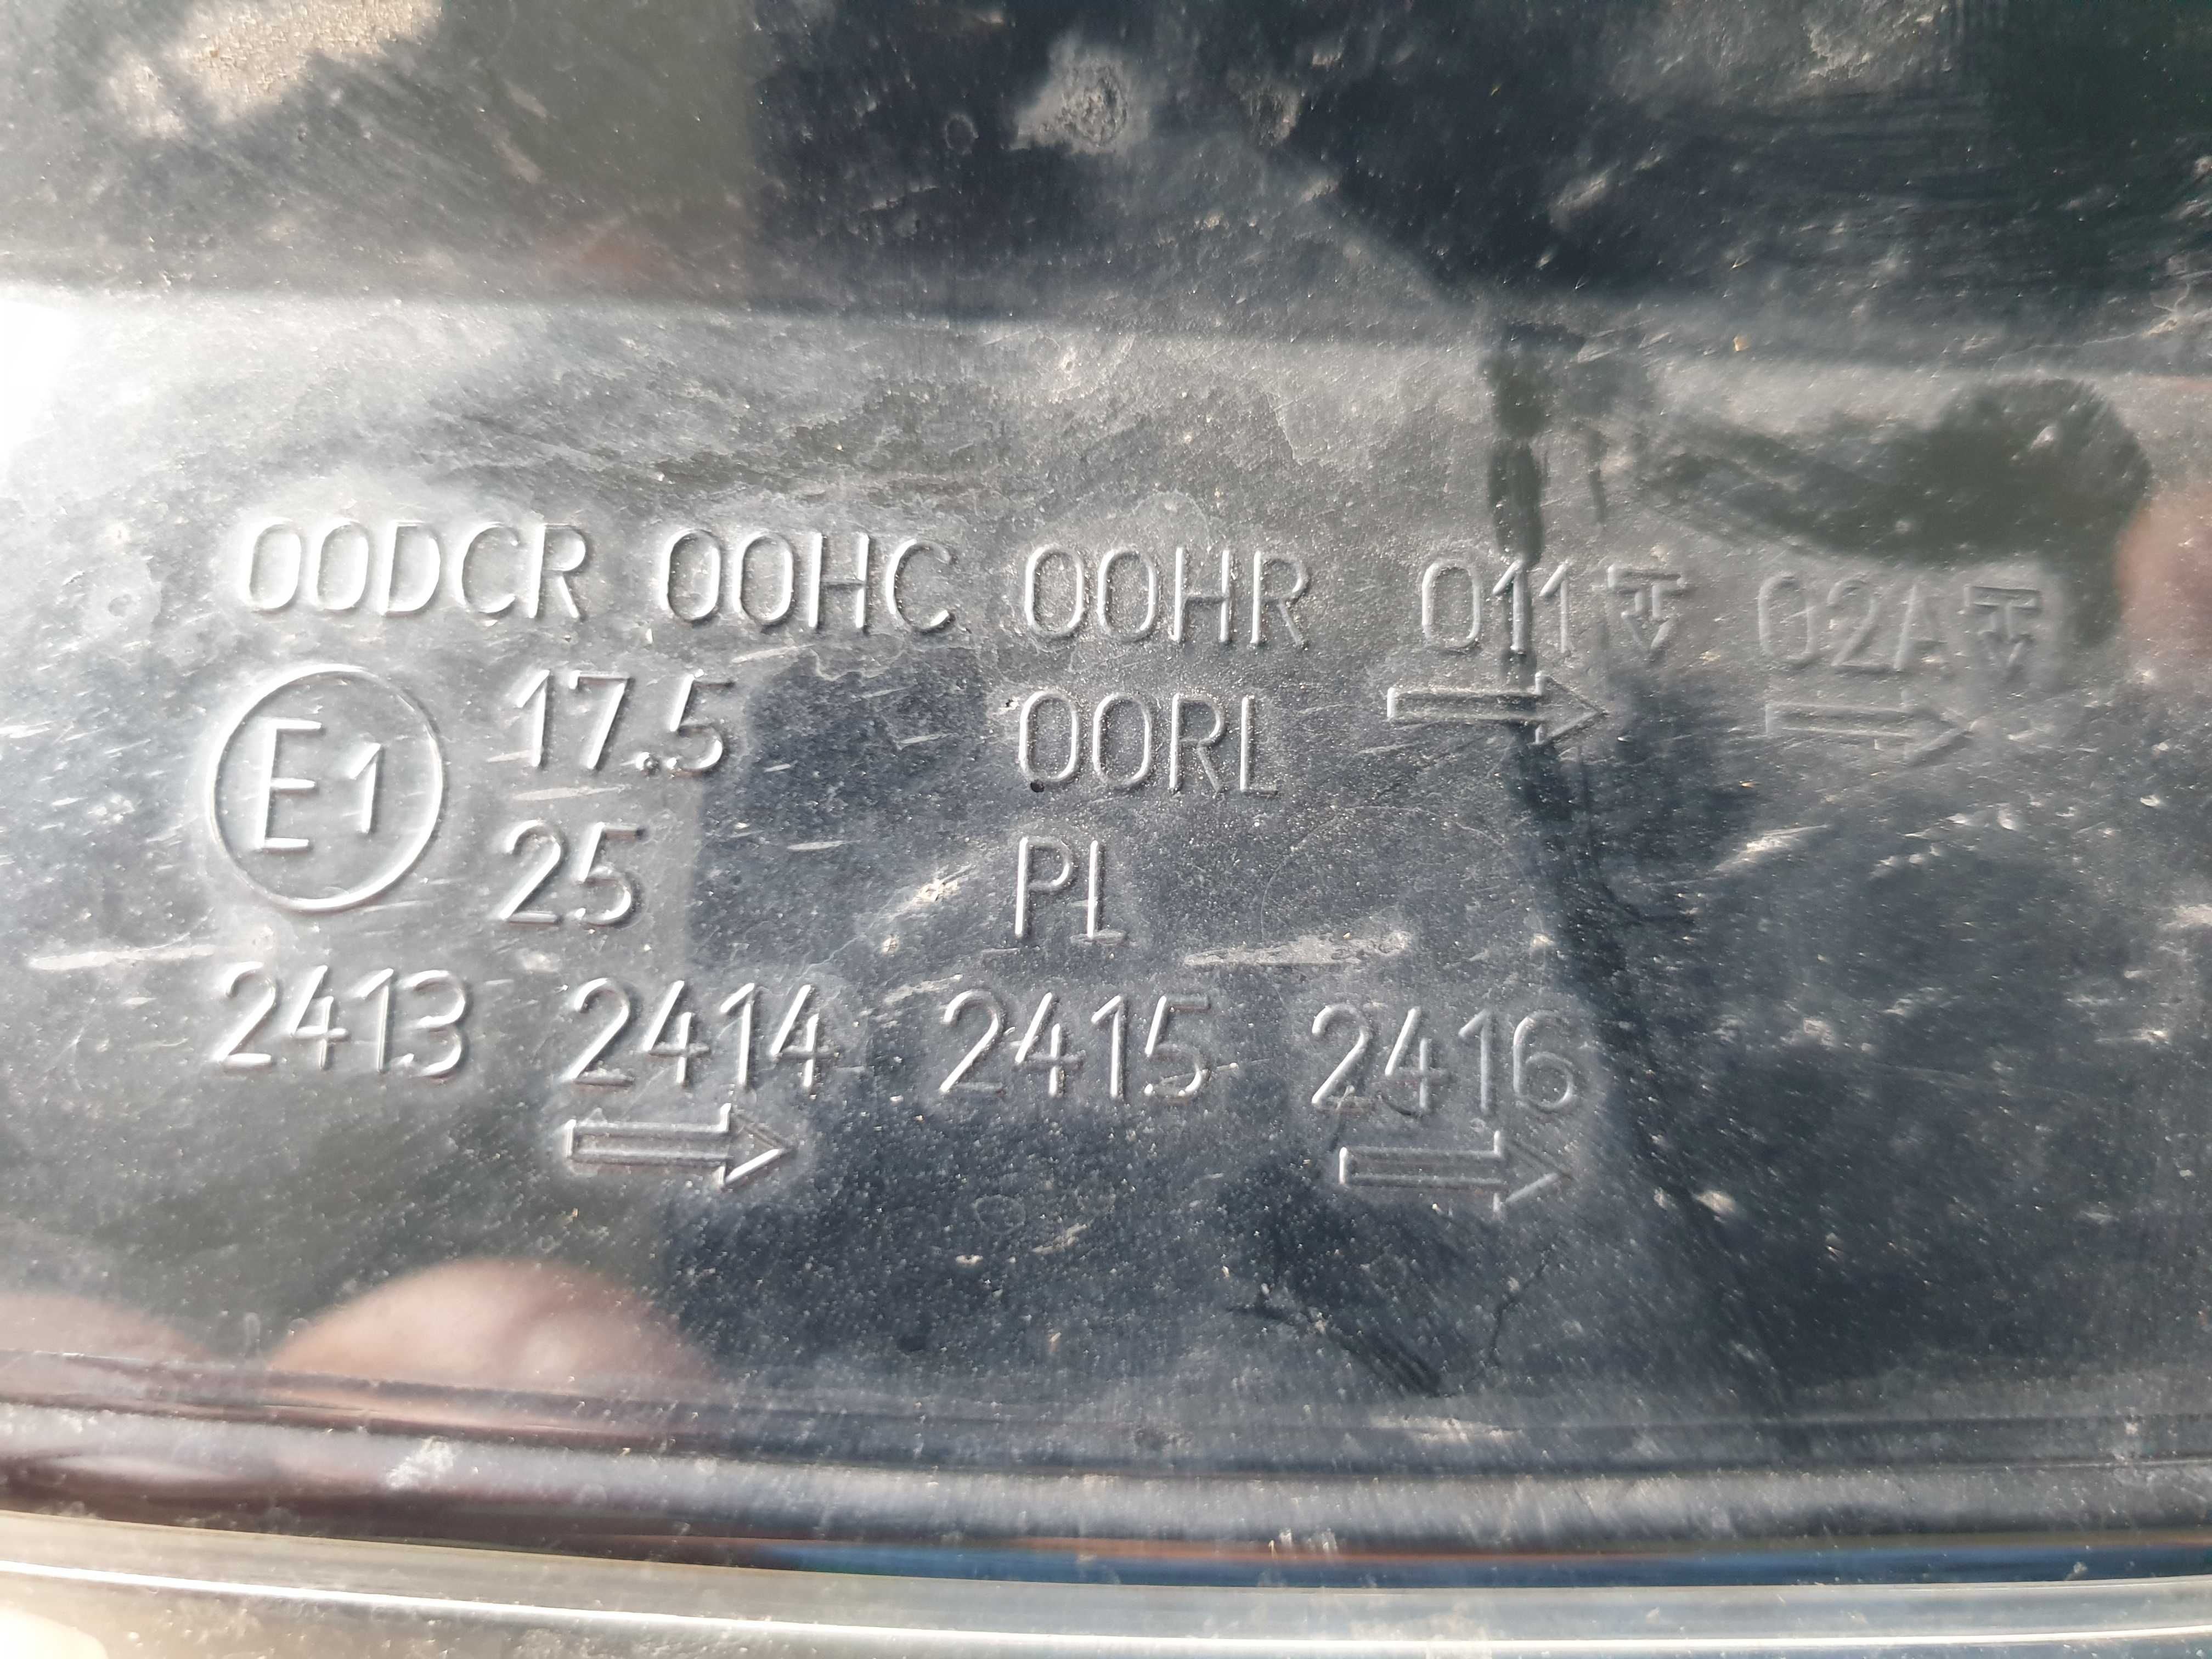 00DCR 00HC 00HR 011 02A
E1 17.5 00RL
25 PL
2413 2414 2415 2416